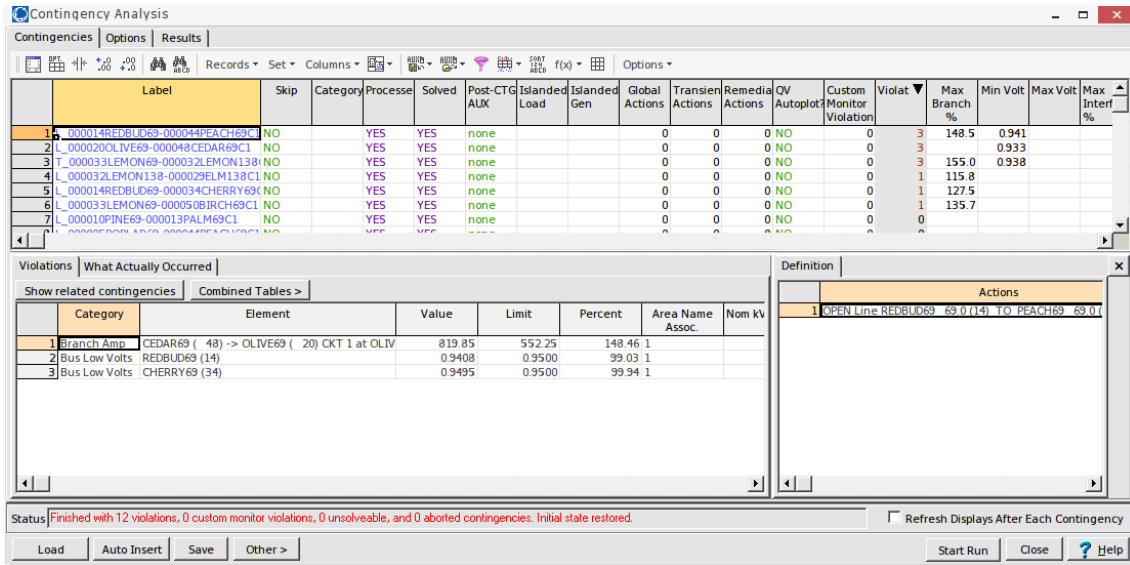 Contingency Analysis
Contingencies Options Results
Records Set Columns Options
SORT 124 ABCD f(x)
Label Skip Category Processe Solved Post-CTG AUX Islanded Load Islanded Gen Global Actions Transien Actions Remedia Actions QV Autoplot? Custom Monitor Violation Violat Max Branch % Min Volt Max Volt Max Interf %
1 L_000014REDBUD69-000044PEACH69C1 NO YES YES none 0 0 0 NO 0 3 148.5 0.941
2 L_000020OLIVE69-000048CEDAR69C1 NO YES YES none 0 0 0 NO 0 3 0.933
3 T_000033LEMON69-000032LEMON138 NO YES YES none 0 0 0 NO 0 3 155.0 0.938
4 L_000032LEMON138-000029ELM138C1 NO YES YES none 0 0 0 NO 0 1 115.8
5 L_000014REDBUD69-000034CHERRY69C NO YES YES none 0 0 0 NO 0 1 127.5
6 L_000033LEMON69-000050BIRCH69C1 NO YES YES none 0 0 0 NO 0 1 135.7
7 L_000010PINE69-000013PALM69C1 NO YES YES none 0 0 0 NO 0 0
Violations What Actually Occurred
Show related contingencies Combined Tables >
Category Element Value Limit Percent Area Name Assoc. Nom kV
1 Branch Amp CEDAR69 ( 48) -> OLIVE69 ( 20) CKT 1 at OLIV 819.85 552.25 148.46 1
2 Bus Low Volts REDBUD69 (14) 0.9408 0.9500 99.03 1
3 Bus Low Volts CHERRY69 (34) 0.9495 0.9500 99.94 1
Definition
Actions
1 OPEN Line REDBUD69 69.0 (14) TO PEACH69 69.0 (
Status Finished with 12 violations, 0 custom monitor violations, 0 unsolveable, and 0 aborted contingencies. Initial state restored.
Refresh Displays After Each Contingency
Load Auto Insert Save Other > Start Run Close ? Help